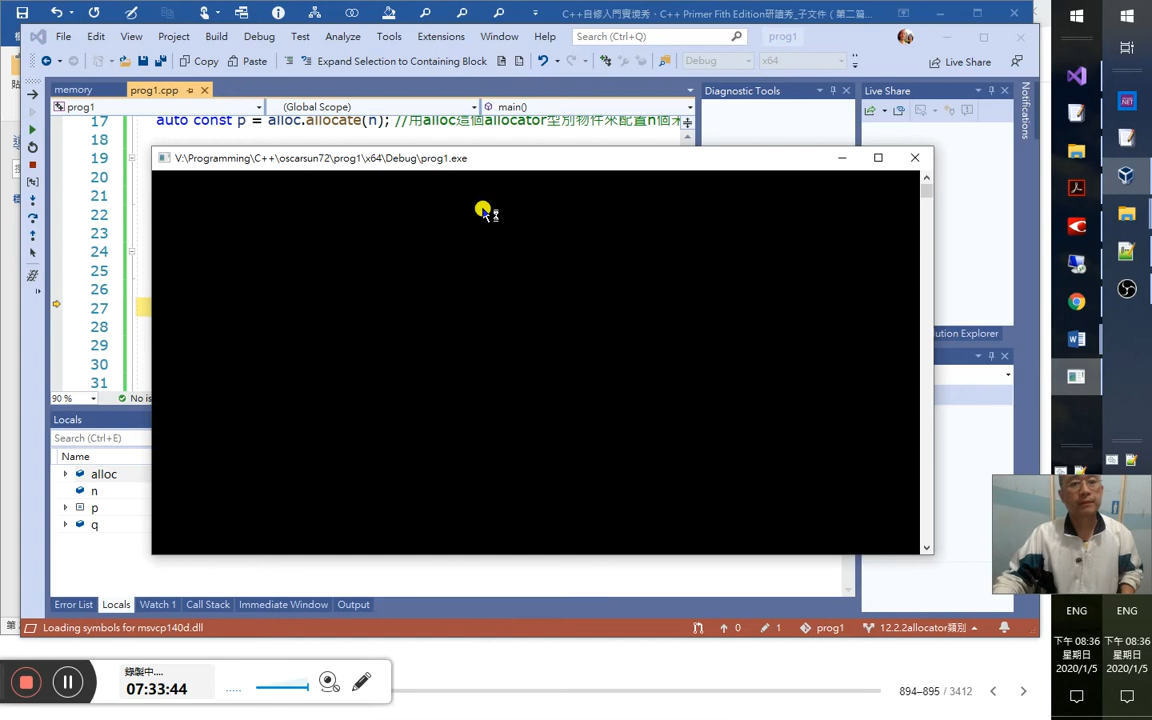 C++自修入門實境秀、C++ Primer Fifth Edition研讀秀_子文件 (第二篇...
File Edit View Project Build Debug Test Analyze Tools Extensions Window Help Search (Ctrl+Q) prog1
Copy Paste Expand Selection to Containing Block Debug x64 Live Share
memory prog1.cpp Diagnostic Tools Live Share
prog1 (Global Scope) main()
Notifications
17 auto const p = alloc.allocate(n); //用alloc這個allocator型別物件來配置n個未
18
19
V:\Programming\C++\oscarsun72\prog1\x64\Debug\prog1.exe
20
21
22
23
24
25
26
27
28
29
ution Explorer
30
31
90 % No is
Locals
Search (Ctrl+E)
Name
alloc
n
p
q
Error List Locals Watch 1 Call Stack Immediate Window Output
Loading symbols for msvcp140d.dll 0 1 prog1 12.2.2allocator類別
ENG ENG
下午 08:36 下午 08:36
星期日 星期日
2020/1/5 2020/1/5
錄製中....
07:33:44
894–895 / 3412